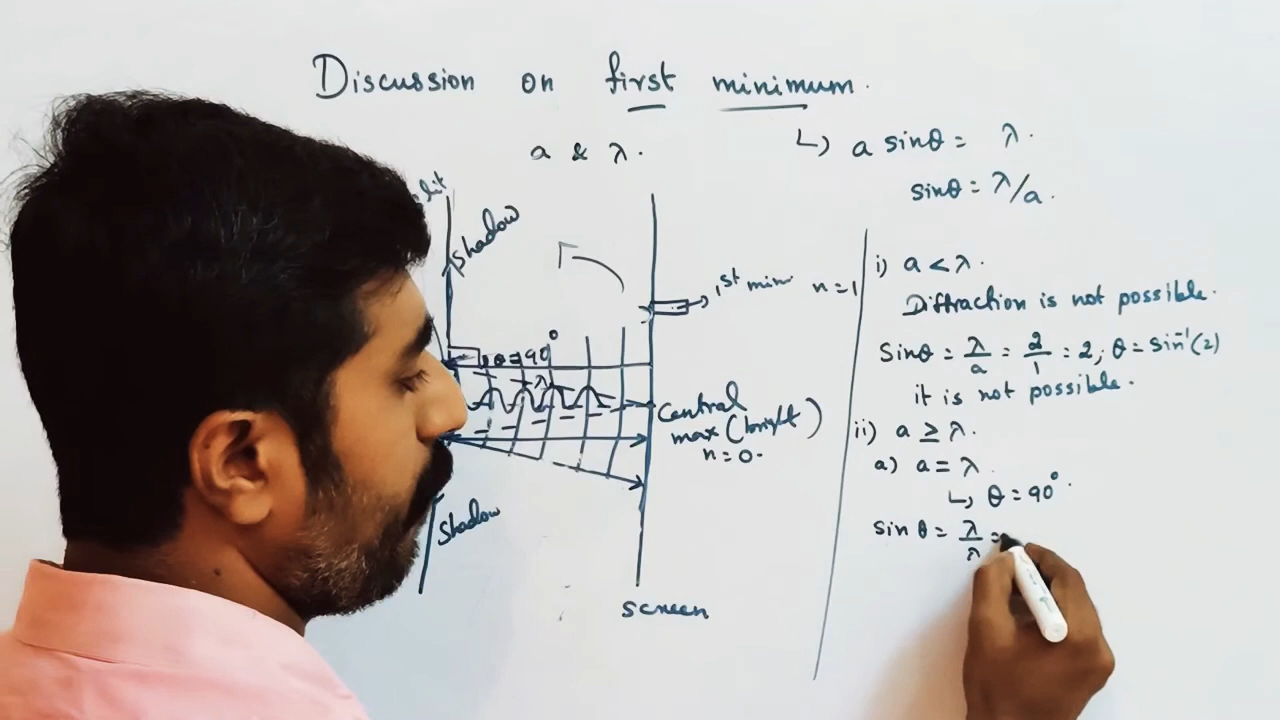 Discussion on first minimum.
a & λ.
↳ a sinθ = λ.
sinθ = λ/a.
Shadow
1st min n=1
θ=90°
λ
Central
max (bright)
n=0.
Shadow
screen
i) a < λ.
Diffraction is not possible.
Sinθ = λ/a = 2/1 = 2; θ = Sin⁻¹(2)
it is not possible.
ii) a ≥ λ.
a) a = λ.
↳ θ = 90°.
sin θ = λ/λ =